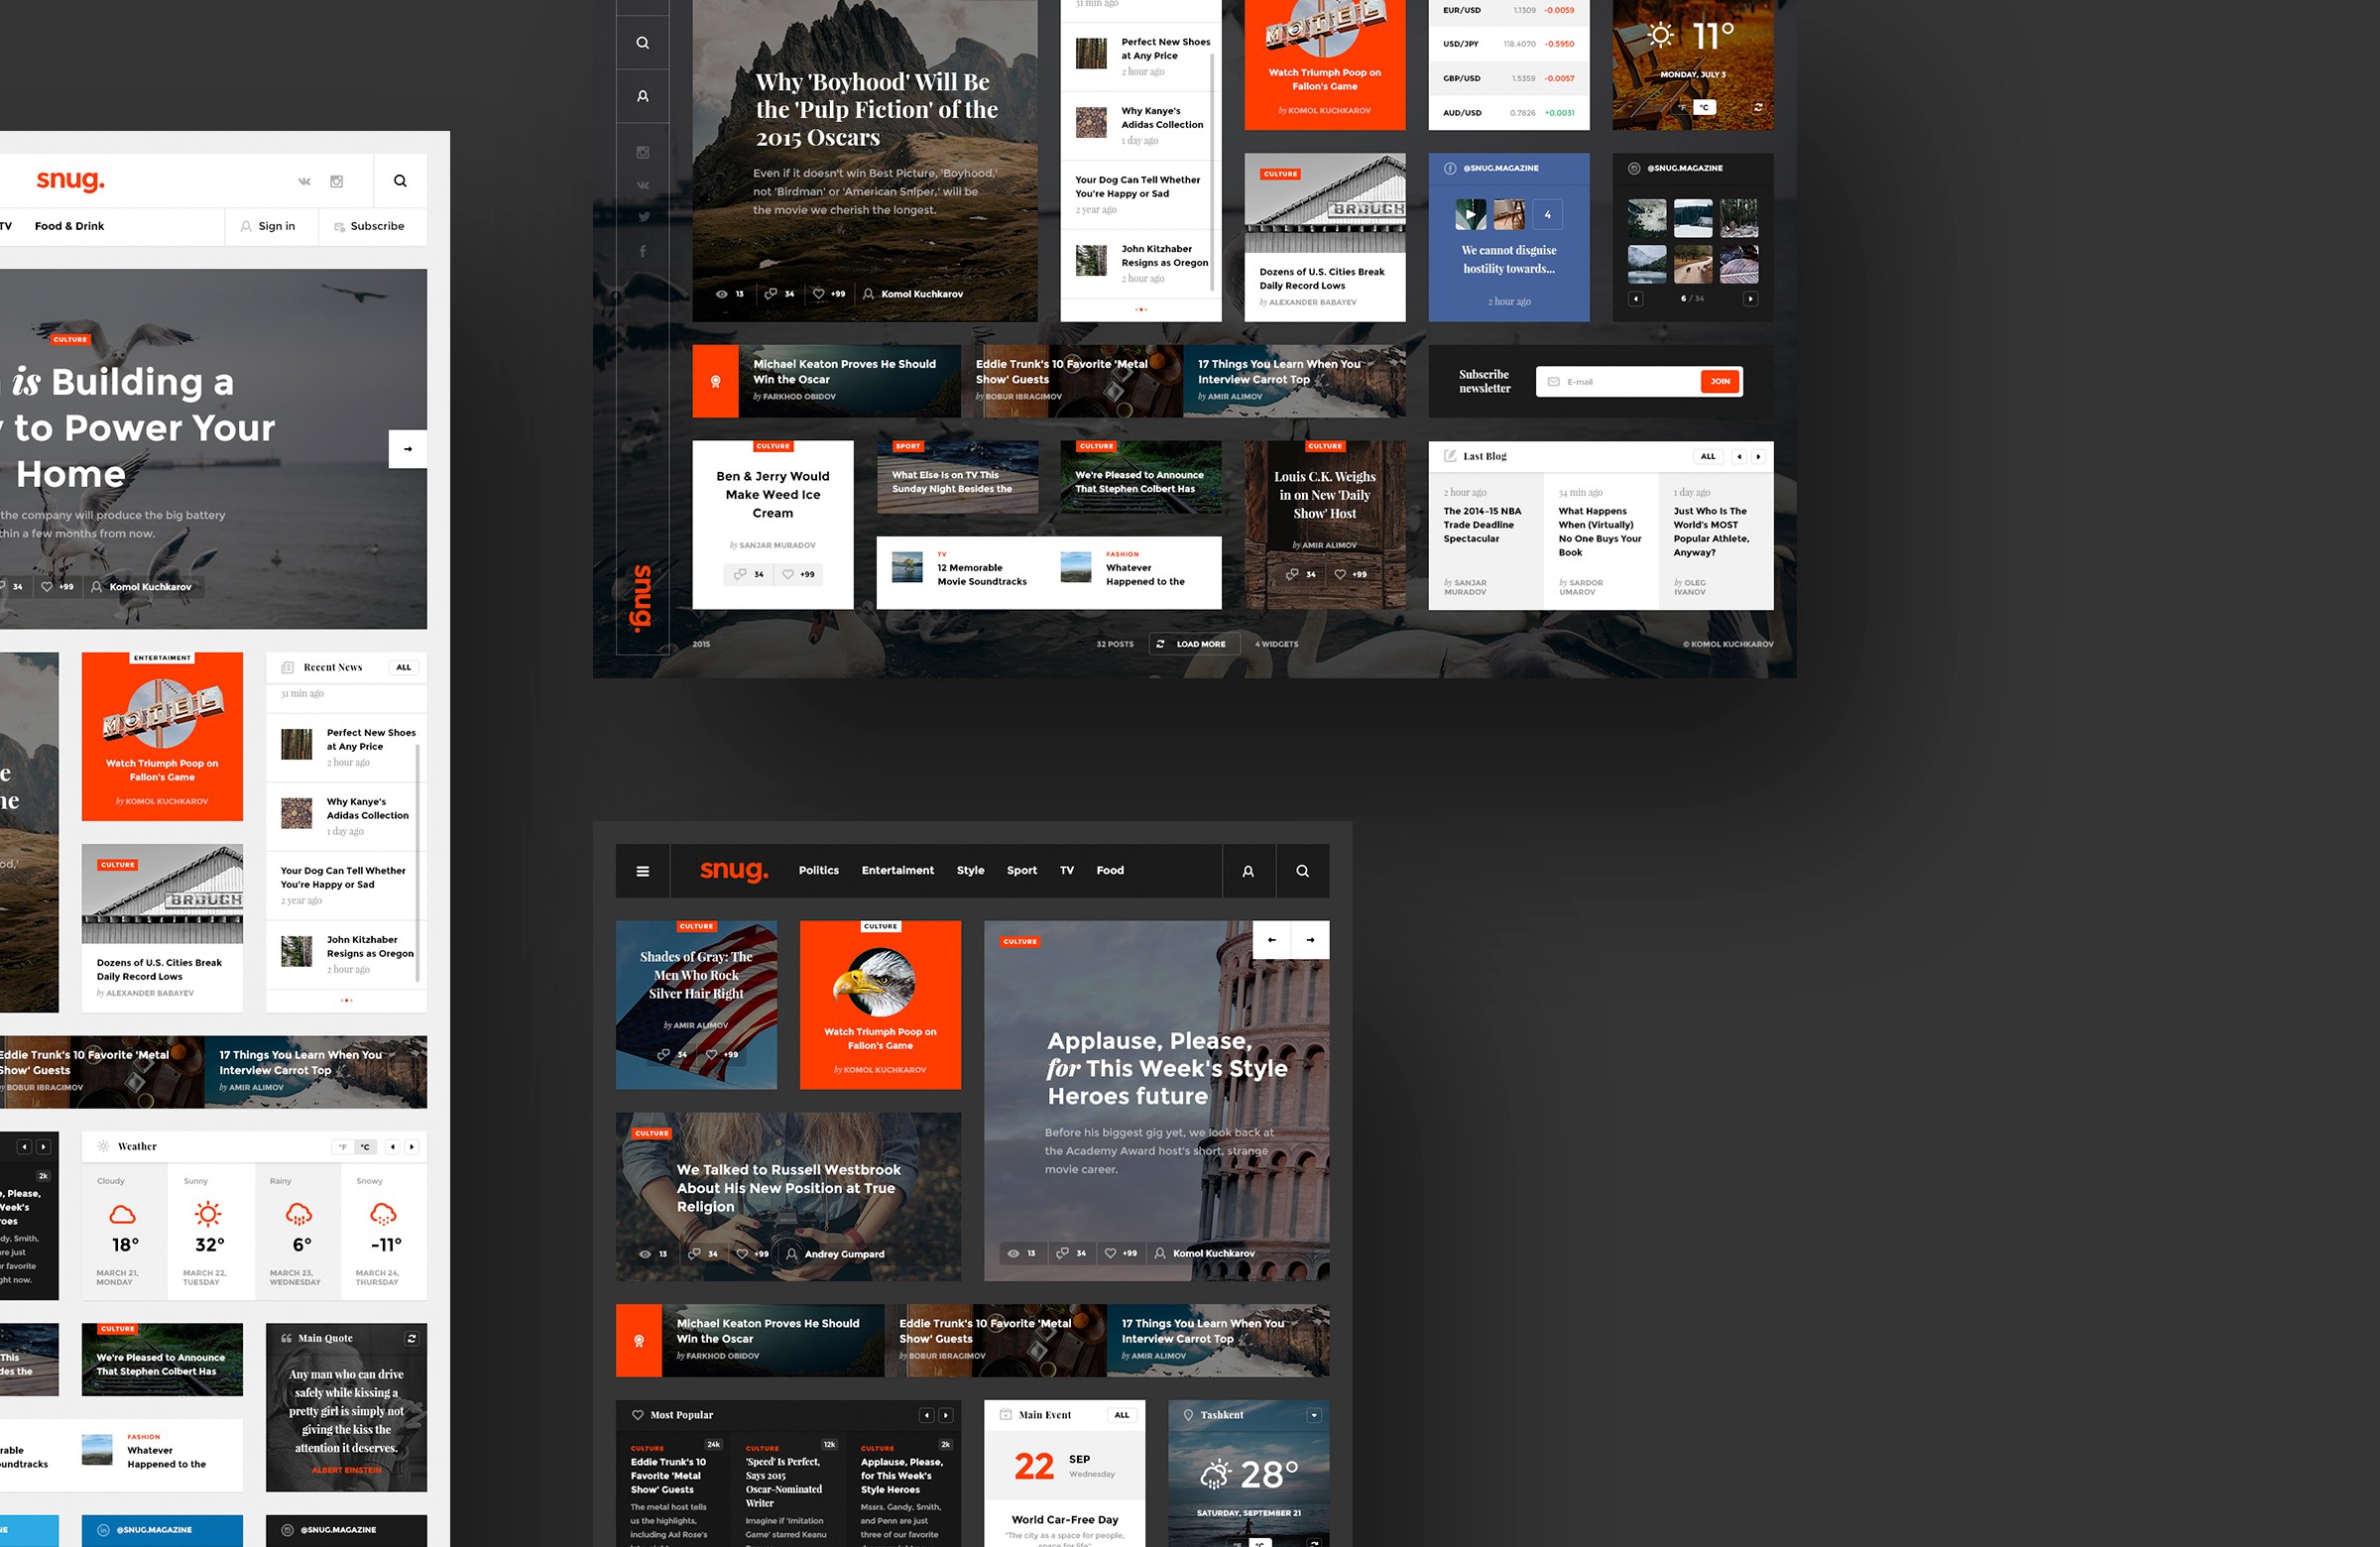 snug.
TV
Food & Drink
Sign in
Subscribe
CULTURE
is Building a
to Power Your
Home
the company will produce the big battery
within a few months from now.
34
+99
Komol Kuchkarov
ENTERTAIMENT
MOTEL
Watch Triumph Poop on
Fallon's Game
by KOMOL KUCHKAROV
Recent News
ALL
31 min ago
Perfect New Shoes
at Any Price
2 hour ago
Why Kanye's
Adidas Collection
1 day ago
Your Dog Can Tell Whether
You're Happy or Sad
2 year ago
John Kitzhaber
Resigns as Oregon
2 hour ago
CULTURE
BROUGH
Dozens of U.S. Cities Break
Daily Record Lows
by ALEXANDER BABAYEV
Eddie Trunk's 10 Favorite 'Metal
Show' Guests
by BOBUR IBRAGIMOV
17 Things You Learn When You
Interview Carrot Top
by AMIR ALIMOV
2k
Please,
Week's
Smith,
are just
favorite
right now.
Weather
°F
°C
Cloudy
18°
MARCH 21,
MONDAY
Sunny
32°
MARCH 22,
TUESDAY
Rainy
6°
MARCH 23,
WEDNESDAY
Snowy
-11°
MARCH 24,
THURSDAY
This
CULTURE
We're Pleased to Announce
That Stephen Colbert Has
FASHION
Whatever
Happened to the
Main Quote
Any man who can drive
safely while kissing a
pretty girl is simply not
giving the kiss the
attention it deserves.
ALBERT EINSTEIN
@SNUG.MAGAZINE
@SNUG.MAGAZINE
Why 'Boyhood' Will Be
the 'Pulp Fiction' of the
2015 Oscars
Even if it doesn't win Best Picture, 'Boyhood,'
not 'Birdman' or 'American Sniper,' will be
the movie we cherish the longest.
13
34
+99
Komol Kuchkarov
31 min ago
Perfect New Shoes
at Any Price
2 hour ago
Why Kanye's
Adidas Collection
1 day ago
Your Dog Can Tell Whether
You're Happy or Sad
2 year ago
John Kitzhaber
Resigns as Oregon
2 hour ago
MOTEL
Watch Triumph Poop on
Fallon's Game
by KOMOL KUCHKAROV
CULTURE
BROUGH
Dozens of U.S. Cities Break
Daily Record Lows
by ALEXANDER BABAYEV
EUR/USD 1.1309 -0.0059
USD/JPY 118.4070 -0.5950
GBP/USD 1.5359 -0.0057
AUD/USD 0.7826 +0.0031
11°
MONDAY, JULY 3
°F
°C
@SNUG.MAGAZINE
4
We cannot disguise
hostility towards...
2 hour ago
@SNUG.MAGAZINE
6 / 34
Michael Keaton Proves He Should
Win the Oscar
by FARKHOD OBIDOV
Eddie Trunk's 10 Favorite 'Metal
Show' Guests
by BOBUR IBRAGIMOV
17 Things You Learn When You
Interview Carrot Top
by AMIR ALIMOV
Subscribe
newsletter
E-mail
JOIN
CULTURE
Ben & Jerry Would
Make Weed Ice
Cream
by SANJAR MURADOV
34
+99
SPORT
What Else is on TV This
Sunday Night Besides the
CULTURE
We're Pleased to Announce
That Stephen Colbert Has
TV
12 Memorable
Movie Soundtracks
FASHION
Whatever
Happened to the
CULTURE
Louis C.K. Weighs
in on New 'Daily
Show' Host
by AMIR ALIMOV
34
+99
Last Blog
ALL
2 hour ago
The 2014-15 NBA
Trade Deadline
Spectacular
by SANJAR
MURADOV
34 min ago
What Happens
When (Virtually)
No One Buys Your
Book
by SARDOR
UMAROV
1 day ago
Just Who Is The
World's MOST
Popular Athlete,
Anyway?
by OLEG
IVANOV
snug.
2015
32 POSTS
LOAD MORE
4 WIDGETS
© KOMOL KUCHKAROV
snug.
Politics
Entertaiment
Style
Sport
TV
Food
CULTURE
Shades of Gray: The
Men Who Rock
Silver Hair Right
by AMIR ALIMOV
34
+99
CULTURE
Watch Triumph Poop on
Fallon's Game
by KOMOL KUCHKAROV
CULTURE
Applause, Please,
for This Week's Style
Heroes future
Before his biggest gig yet, we look back at
the Academy Award host's short, strange
movie career.
13
34
+99
Komol Kuchkarov
CULTURE
We Talked to Russell Westbrook
About His New Position at True
Religion
13
34
+99
Andrey Gumpard
Michael Keaton Proves He Should
Win the Oscar
by FARKHOD OBIDOV
Eddie Trunk's 10 Favorite 'Metal
Show' Guests
by BOBUR IBRAGIMOV
17 Things You Learn When You
Interview Carrot Top
by AMIR ALIMOV
Most Popular
CULTURE
24k
Eddie Trunk's 10
Favorite 'Metal
Show' Guests
The metal host tells
us the highlights,
including Axl Rose's
CULTURE
12k
'Speed' Is Perfect,
Says 2015
Oscar-Nominated
Writer
Imagine if 'Imitation
Game' starred Keanu
CULTURE
2k
Applause, Please,
for This Week's
Style Heroes
Mssrs. Gandy, Smith,
and Penn are just
three of our favorite
Main Event
ALL
22
SEP
Wednesday
World Car-Free Day
"The city as a space for people,
space for life"
Tashkent
28°
SATURDAY, SEPTEMBER 21
°F
°C